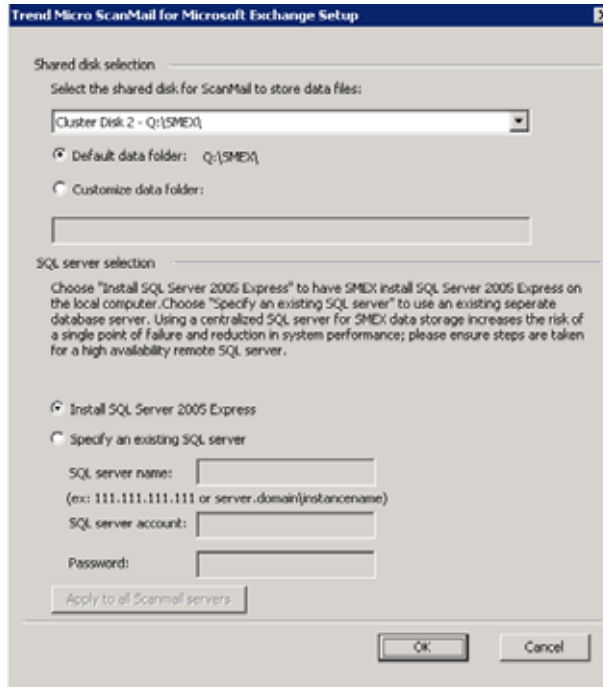 Trend Micro ScanMail for Microsoft Exchange Setup
Shared disk selection
Select the shared disk for ScanMail to store data files:
Cluster Disk 2 - Q:\SMEX\
Default data folder: Q:\SMEX\
Customize data folder:
SQL server selection
Choose "Install SQL Server 2005 Express" to have SMEX install SQL Server 2005 Express on
the local computer.Choose "Specify an existing SQL server" to use an existing seperate
database server. Using a centralized SQL server for SMEX data storage increases the risk of
a single point of failure and reduction in system performance; please ensure steps are taken
for a high availability remote SQL server.
Install SQL Server 2005 Express
Specify an existing SQL server
SQL server name:
(ex: 111.111.111.111 or server.domain\instancename)
SQL server account:
Password:
Apply to all Scanmail servers
OK
Cancel